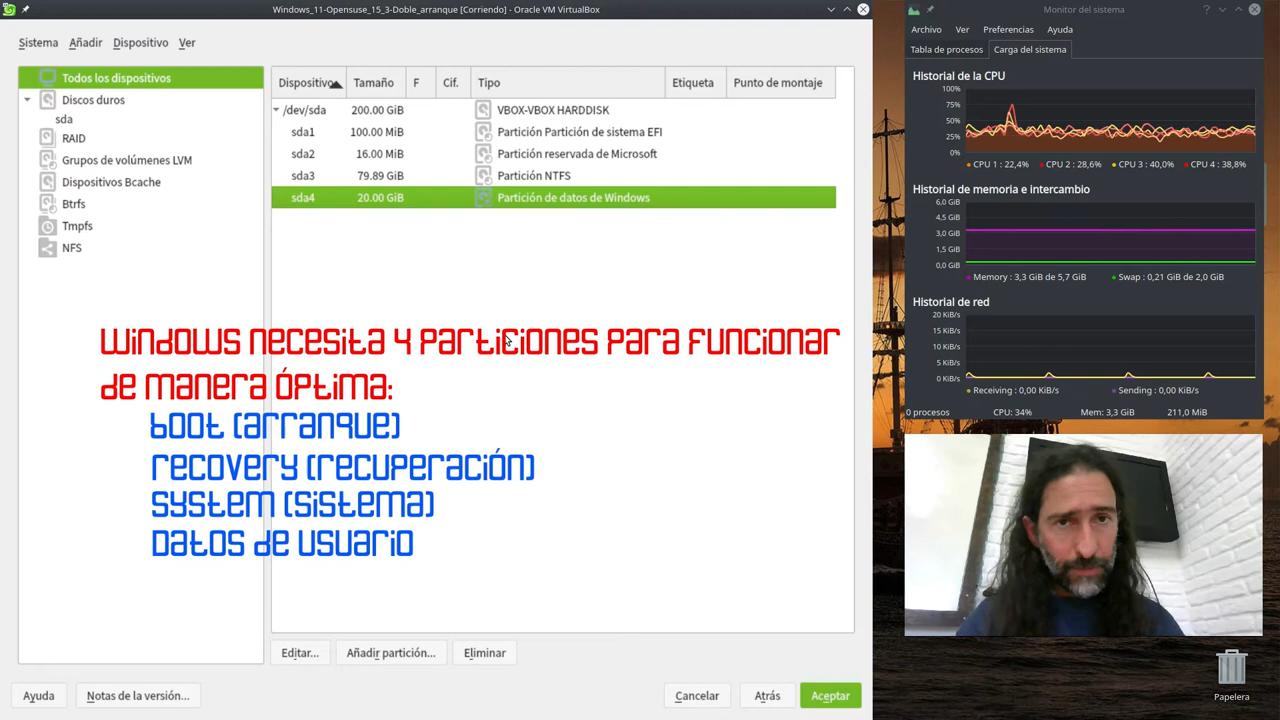 Windows_11-Opensuse_15_3-Doble_arranque [Corriendo] - Oracle VM VirtualBox
Sistema Añadir Dispositivo Ver
Todos los dispositivos
Discos duros
sda
RAID
Grupos de volúmenes LVM
Dispositivos Bcache
Btrfs
Tmpfs
NFS
Dispositivo Tamaño F Cif. Tipo Etiqueta Punto de montaje
/dev/sda 200.00 GiB VBOX-VBOX HARDDISK
sda1 100.00 MiB Partición Partición de sistema EFI
sda2 16.00 MiB Partición reservada de Microsoft
sda3 79.89 GiB Partición NTFS
sda4 20.00 GiB Partición de datos de Windows
Windows necesita 4 particiones para funcionar
de manera óptima:
boot (arranque)
recovery (recuperación)
system (sistema)
Datos de usuario
Editar... Añadir partición... Eliminar
Ayuda Notas de la versión... Cancelar Atrás Aceptar
Monitor del sistema
Archivo Ver Preferencias Ayuda
Tabla de procesos Carga del sistema
Historial de la CPU
100%
75%
50%
25%
0%
CPU 1 : 22,4% CPU 2 : 28,6% CPU 3 : 40,0% CPU 4 : 38,8%
Historial de memoria e intercambio
6,0 GiB
4,5 GiB
3,0 GiB
1,5 GiB
0,0 GiB
Memory : 3,3 GiB de 5,7 GiB Swap : 0,21 GiB de 2,0 GiB
Historial de red
20 KiB/s
15 KiB/s
10 KiB/s
5 KiB/s
0 KiB/s
Receiving : 0,00 KiB/s Sending : 0,00 KiB/s
0 procesos CPU: 34% Mem: 3,3 GiB 211,0 MiB
Papelera